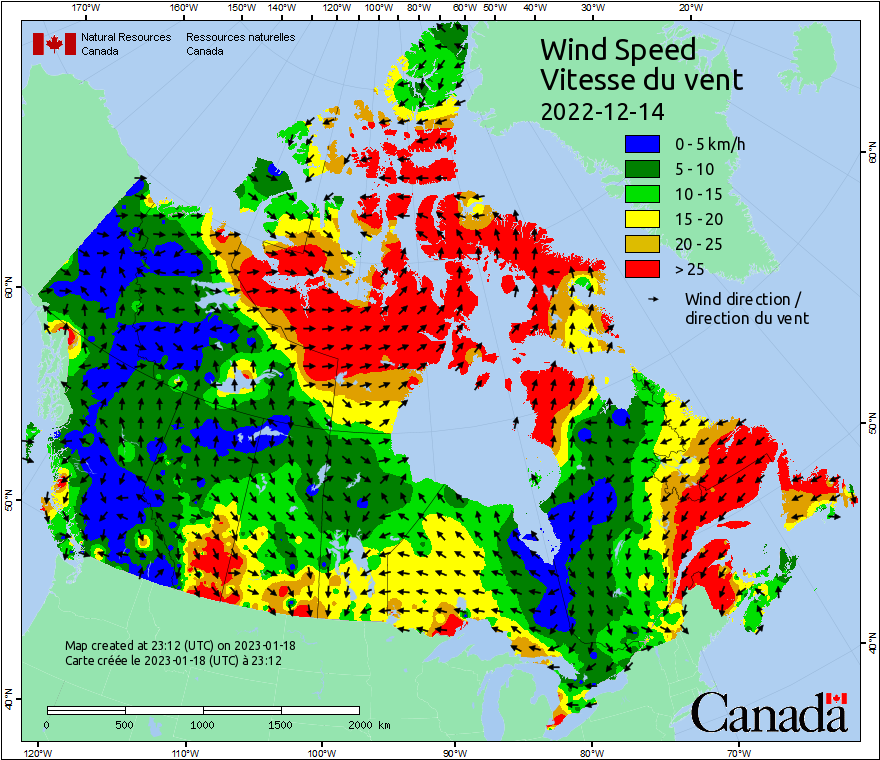 170°W 160°W 150°W 140°W 130°W 120°W 110°W 100°W 90°W 80°W 70°W 60°W 50°W 40°W 30°W 20°W
Natural Resources Ressources naturelles
Canada Canada
Wind Speed
Vitesse du vent
2022-12-14
0 - 5 km/h
5 - 10
10 - 15
15 - 20
20 - 25
> 25
Wind direction /
direction du vent
60°N
60°N
50°N
50°N
40°N
40°N
Map created at 23:12 (UTC) on 2023-01-18
Carte créée le 2023-01-18 (UTC) à 23:12
0 500 1000 1500 2000 km
Canada
120°W 110°W 100°W 90°W 80°W 70°W